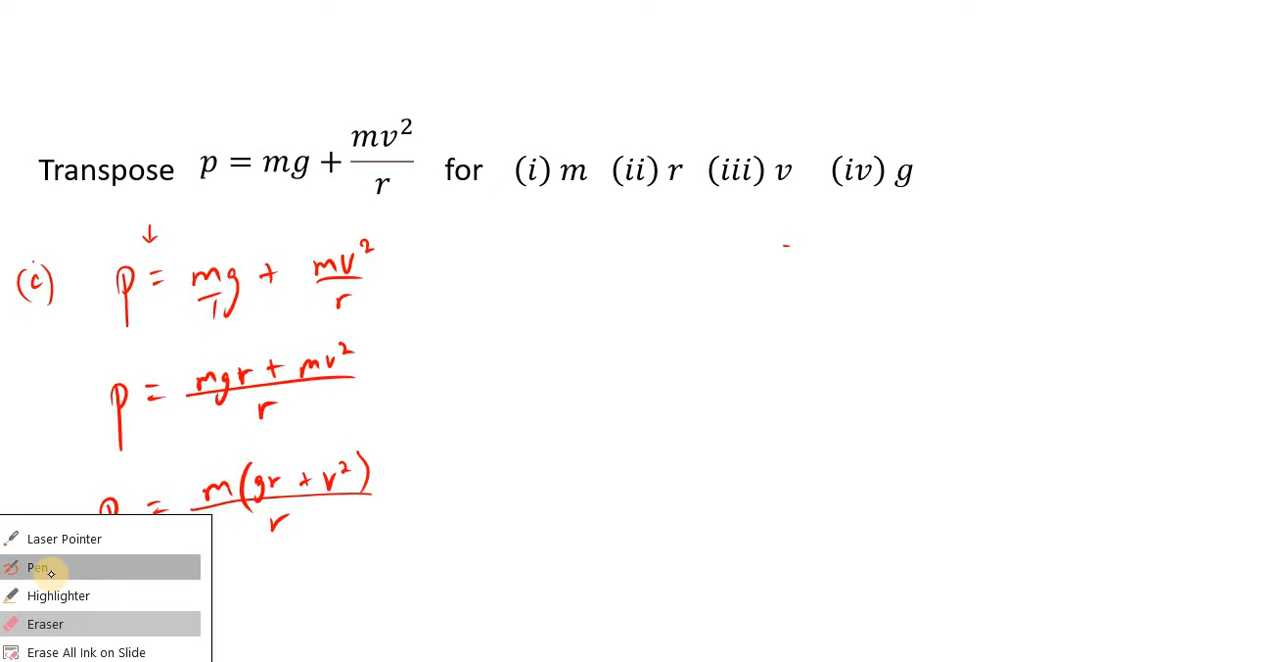 Transpose p = mg + mv²/r for (i) m (ii) r (iii) v (iv) g
(i) p = mg/1 + mv²/r
p = mgr + mv²/r
p = m(gr + v²)/r
Laser Pointer
Pen
Highlighter
Eraser
Erase All Ink on Slide